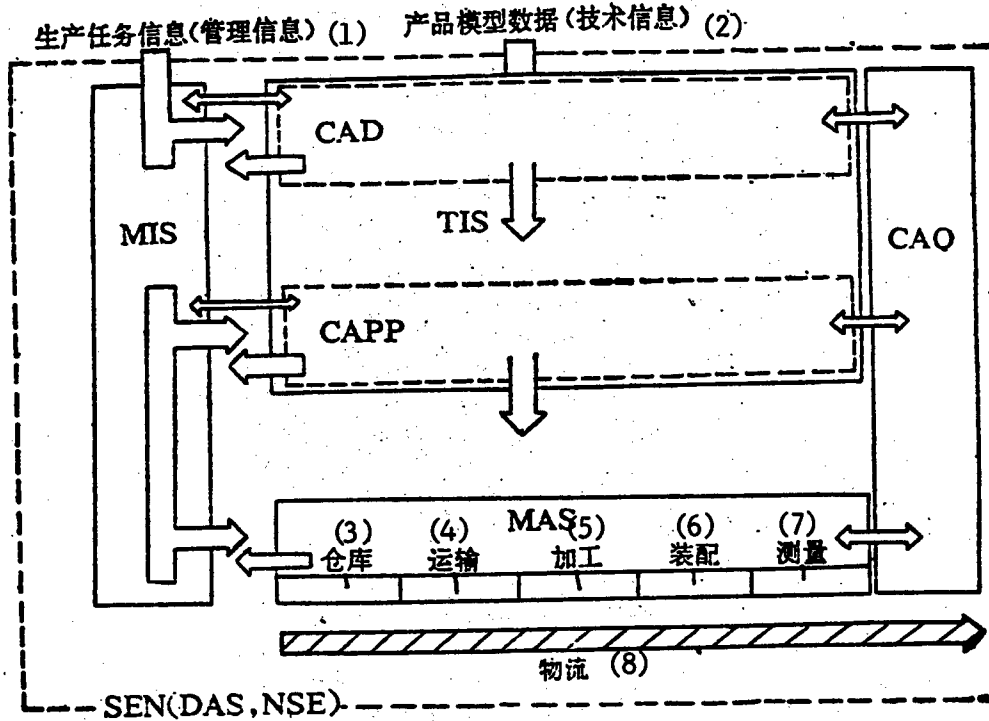 生产任务信息(管理信息) (1)
产品模型数据(技术信息) (2)
CAD
MIS
TIS
CAQ
CAPP
MAS
(3) (4) (5) (6) (7)
仓库 运输 加工 装配 测量
物流 (8)
SEN(DAS,NSE)